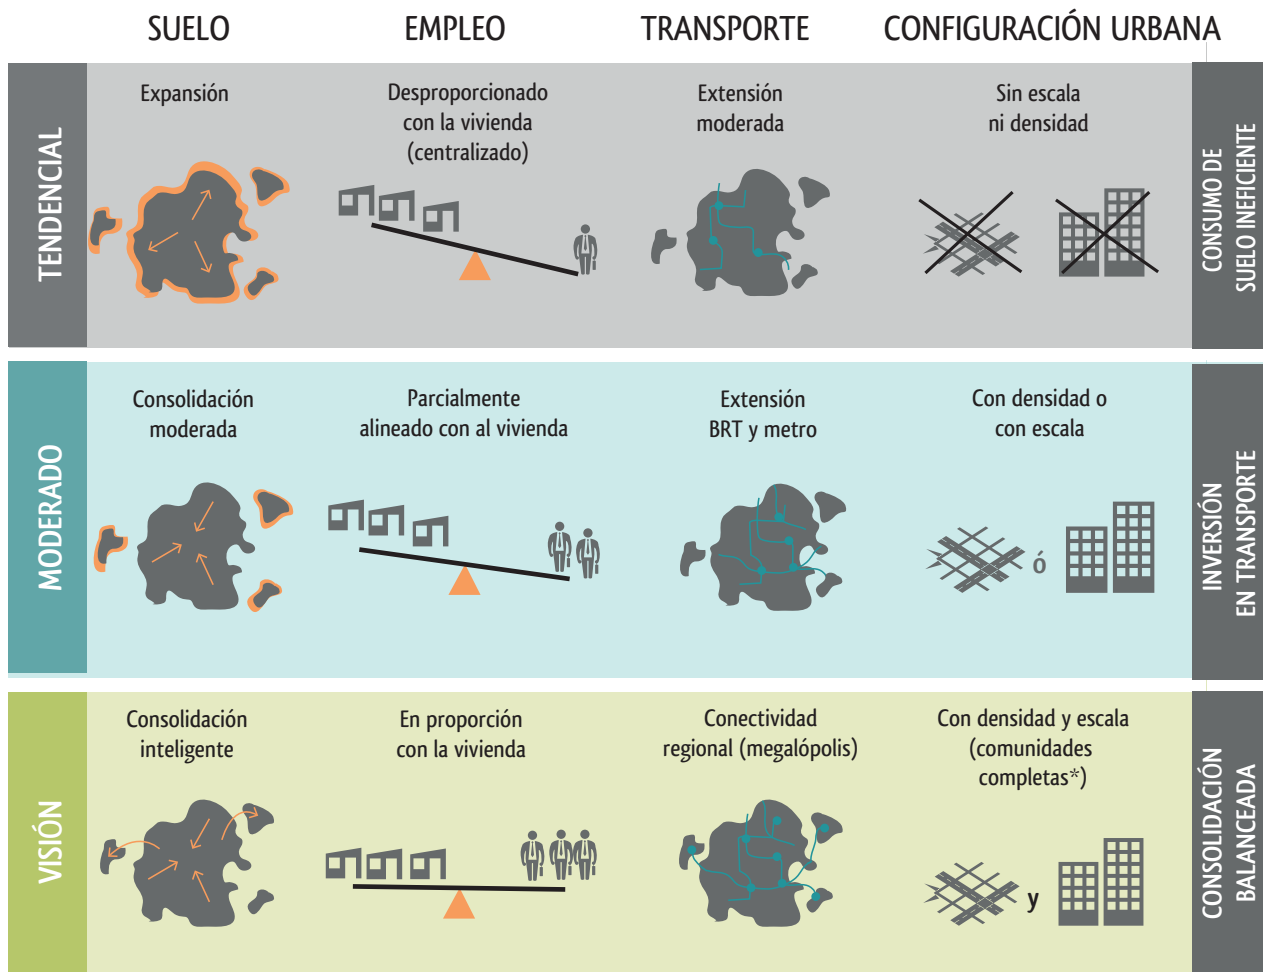 SUELO
EMPLEO
TRANSPORTE
CONFIGURACIÓN URBANA
TENDENCIAL
Expansión
Desproporcionado
con la vivienda
(centralizado)
Extensión
moderada
Sin escala
ni densidad
CONSUMO DE
SUELO INEFICIENTE
MODERADO
Consolidación
moderada
Parcialmente
alineado con al vivienda
Extensión
BRT y metro
Con densidad o
con escala
ó
INVERSIÓN
EN TRANSPORTE
VISIÓN
Consolidación
inteligente
En proporción
con la vivienda
Conectividad
regional (megalópolis)
Con densidad y escala
(comunidades
completas*)
y
CONSOLIDACIÓN
BALANCEADA